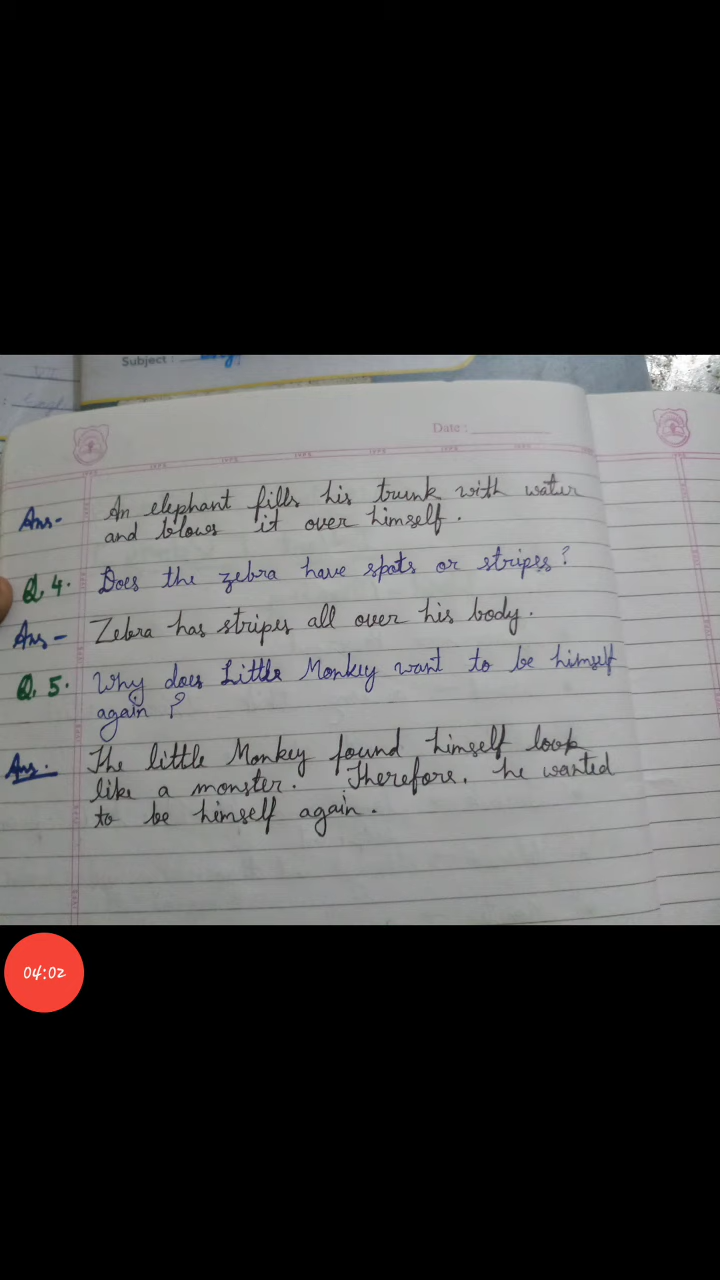 Subject :
Date :
Ans- An elephant fills his trunk with water
and blows it over himself.
Q.4. Does the zebra have spots or stripes?
Ans- Zebra has stripes all over his body.
Q.5. Why does Little Monkey want to be himself
again ?
Ans. The little Monkey found himself look
like a monster. Therefore, he wanted
to be himself again.
04:02